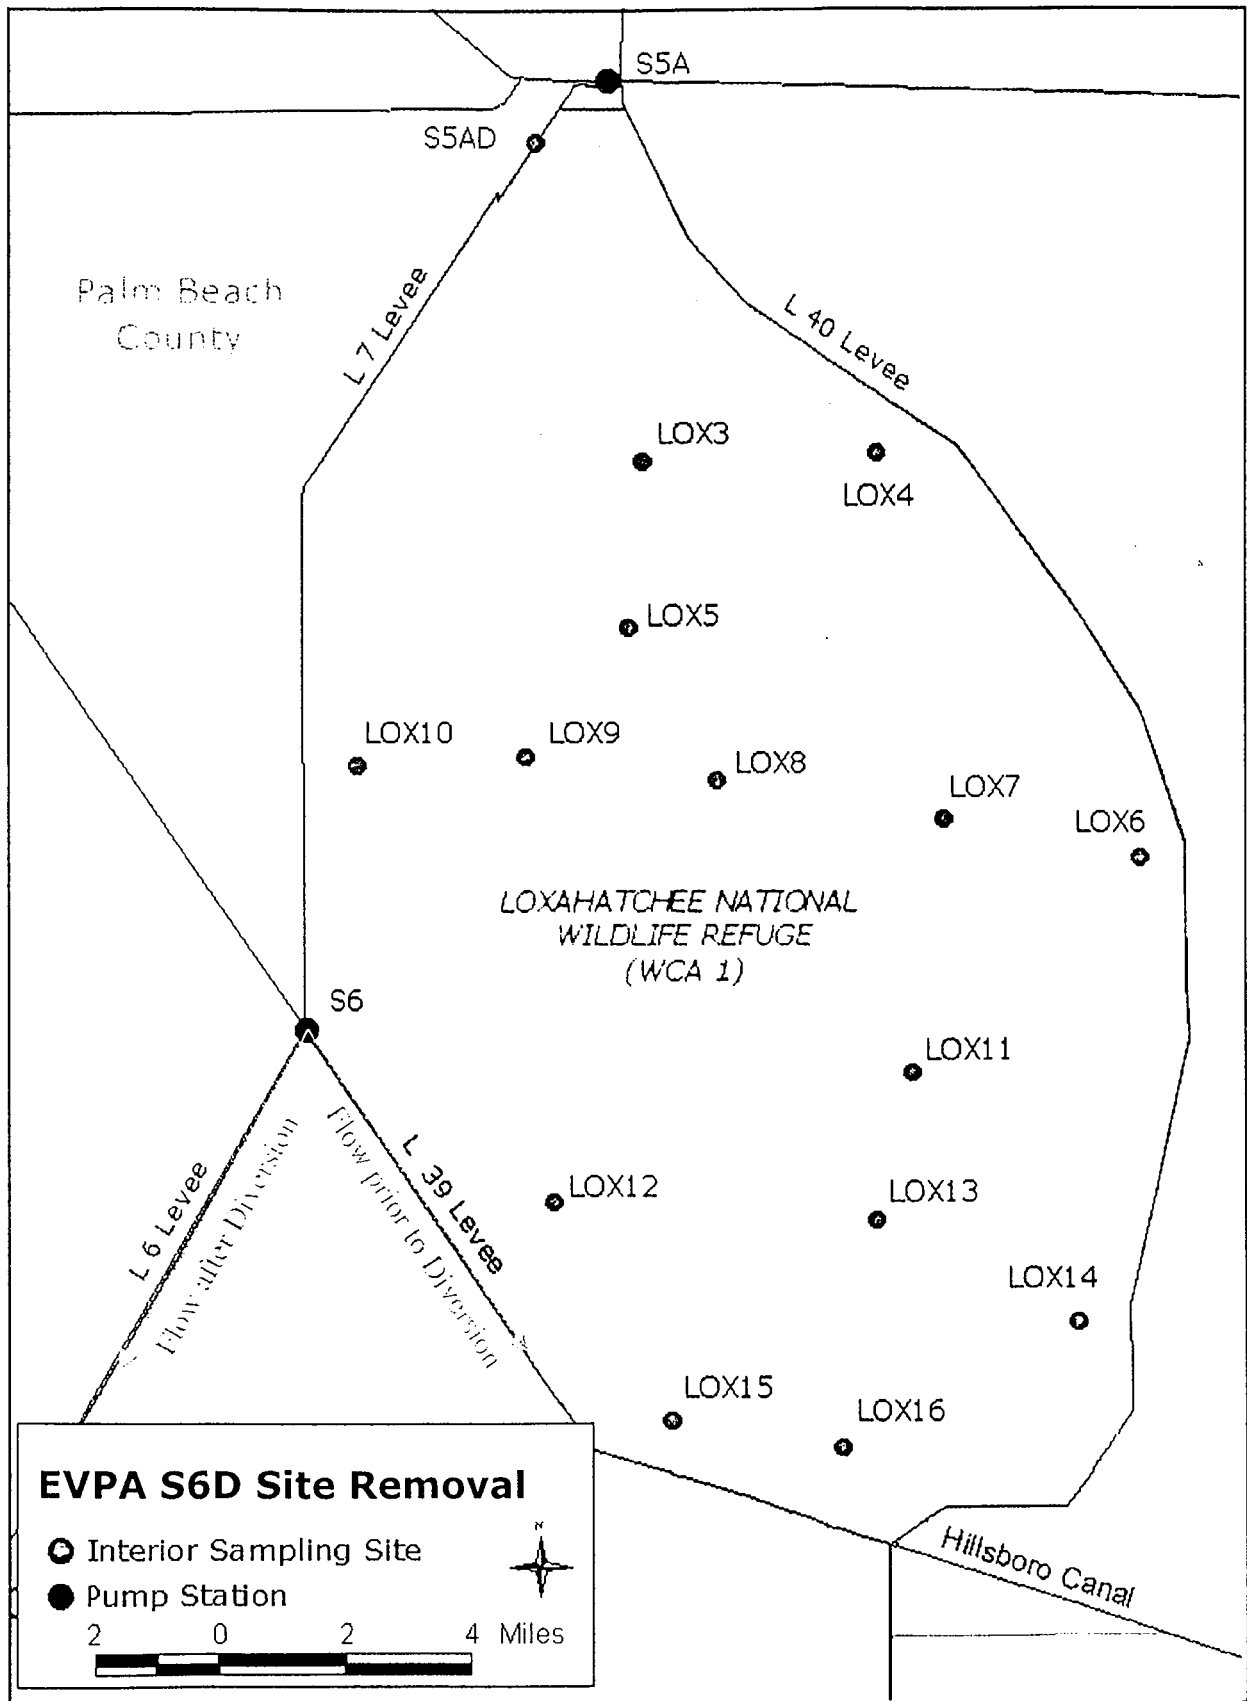 S5A
S5AD
Palm Beach
County
L 7 Levee
L 40 Levee
LOX3
LOX4
LOX5
LOX10
LOX9
LOX8
LOX7
LOX6
LOXAHATCHEE NATIONAL
WILDLIFE REFUGE
(WCA 1)
S6
LOX11
L 6 Levee
Flow after Diversion
Flow prior to Diversion
L 39 Levee
LOX12
LOX13
LOX14
LOX15
LOX16
EVPA S6D Site Removal
N
Interior Sampling Site
Pump Station
2 0 2 4 Miles
Hillsboro Canal